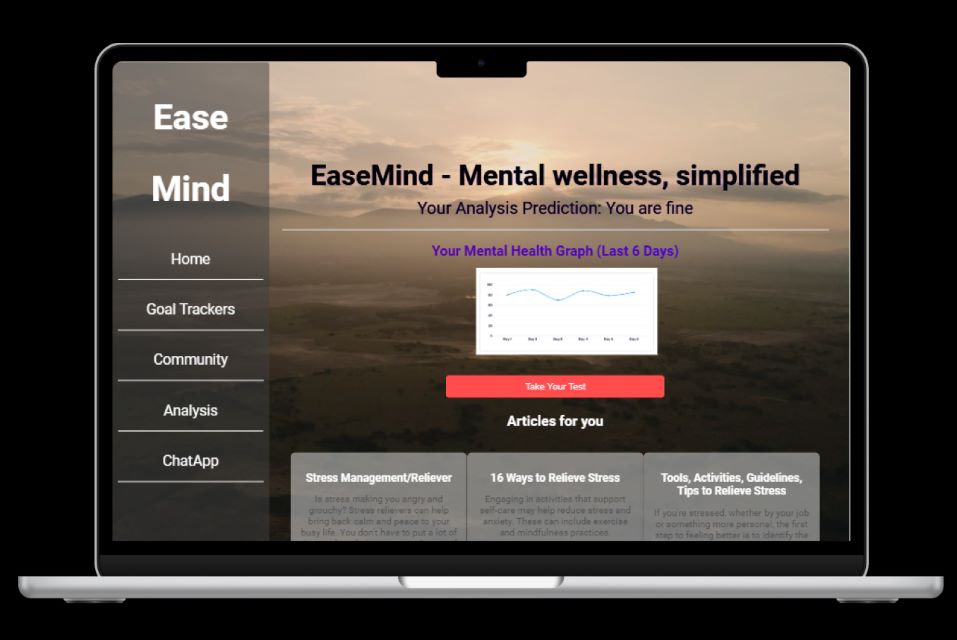 Ease
Mind
Home
Goal Trackers
Community
Analysis
ChatApp
EaseMind - Mental wellness, simplified
Your Analysis Prediction: You are fine
Your Mental Health Graph (Last 6 Days)
Take Your Test
Articles for you
Stress Management/Reliever
Is stress making you angry and
grouchy? Stress relievers can help
bring back calm and peace to your
busy life. You don't have to put a lot of
16 Ways to Relieve Stress
Engaging in activities that support
self-care may help reduce stress and
anxiety. These can include exercise
and mindfulness practices.
Tools, Activities, Guidelines,
Tips to Relieve Stress
If you're stressed, whether by your job
or something more personal, the first
step to feeling better is to identify the